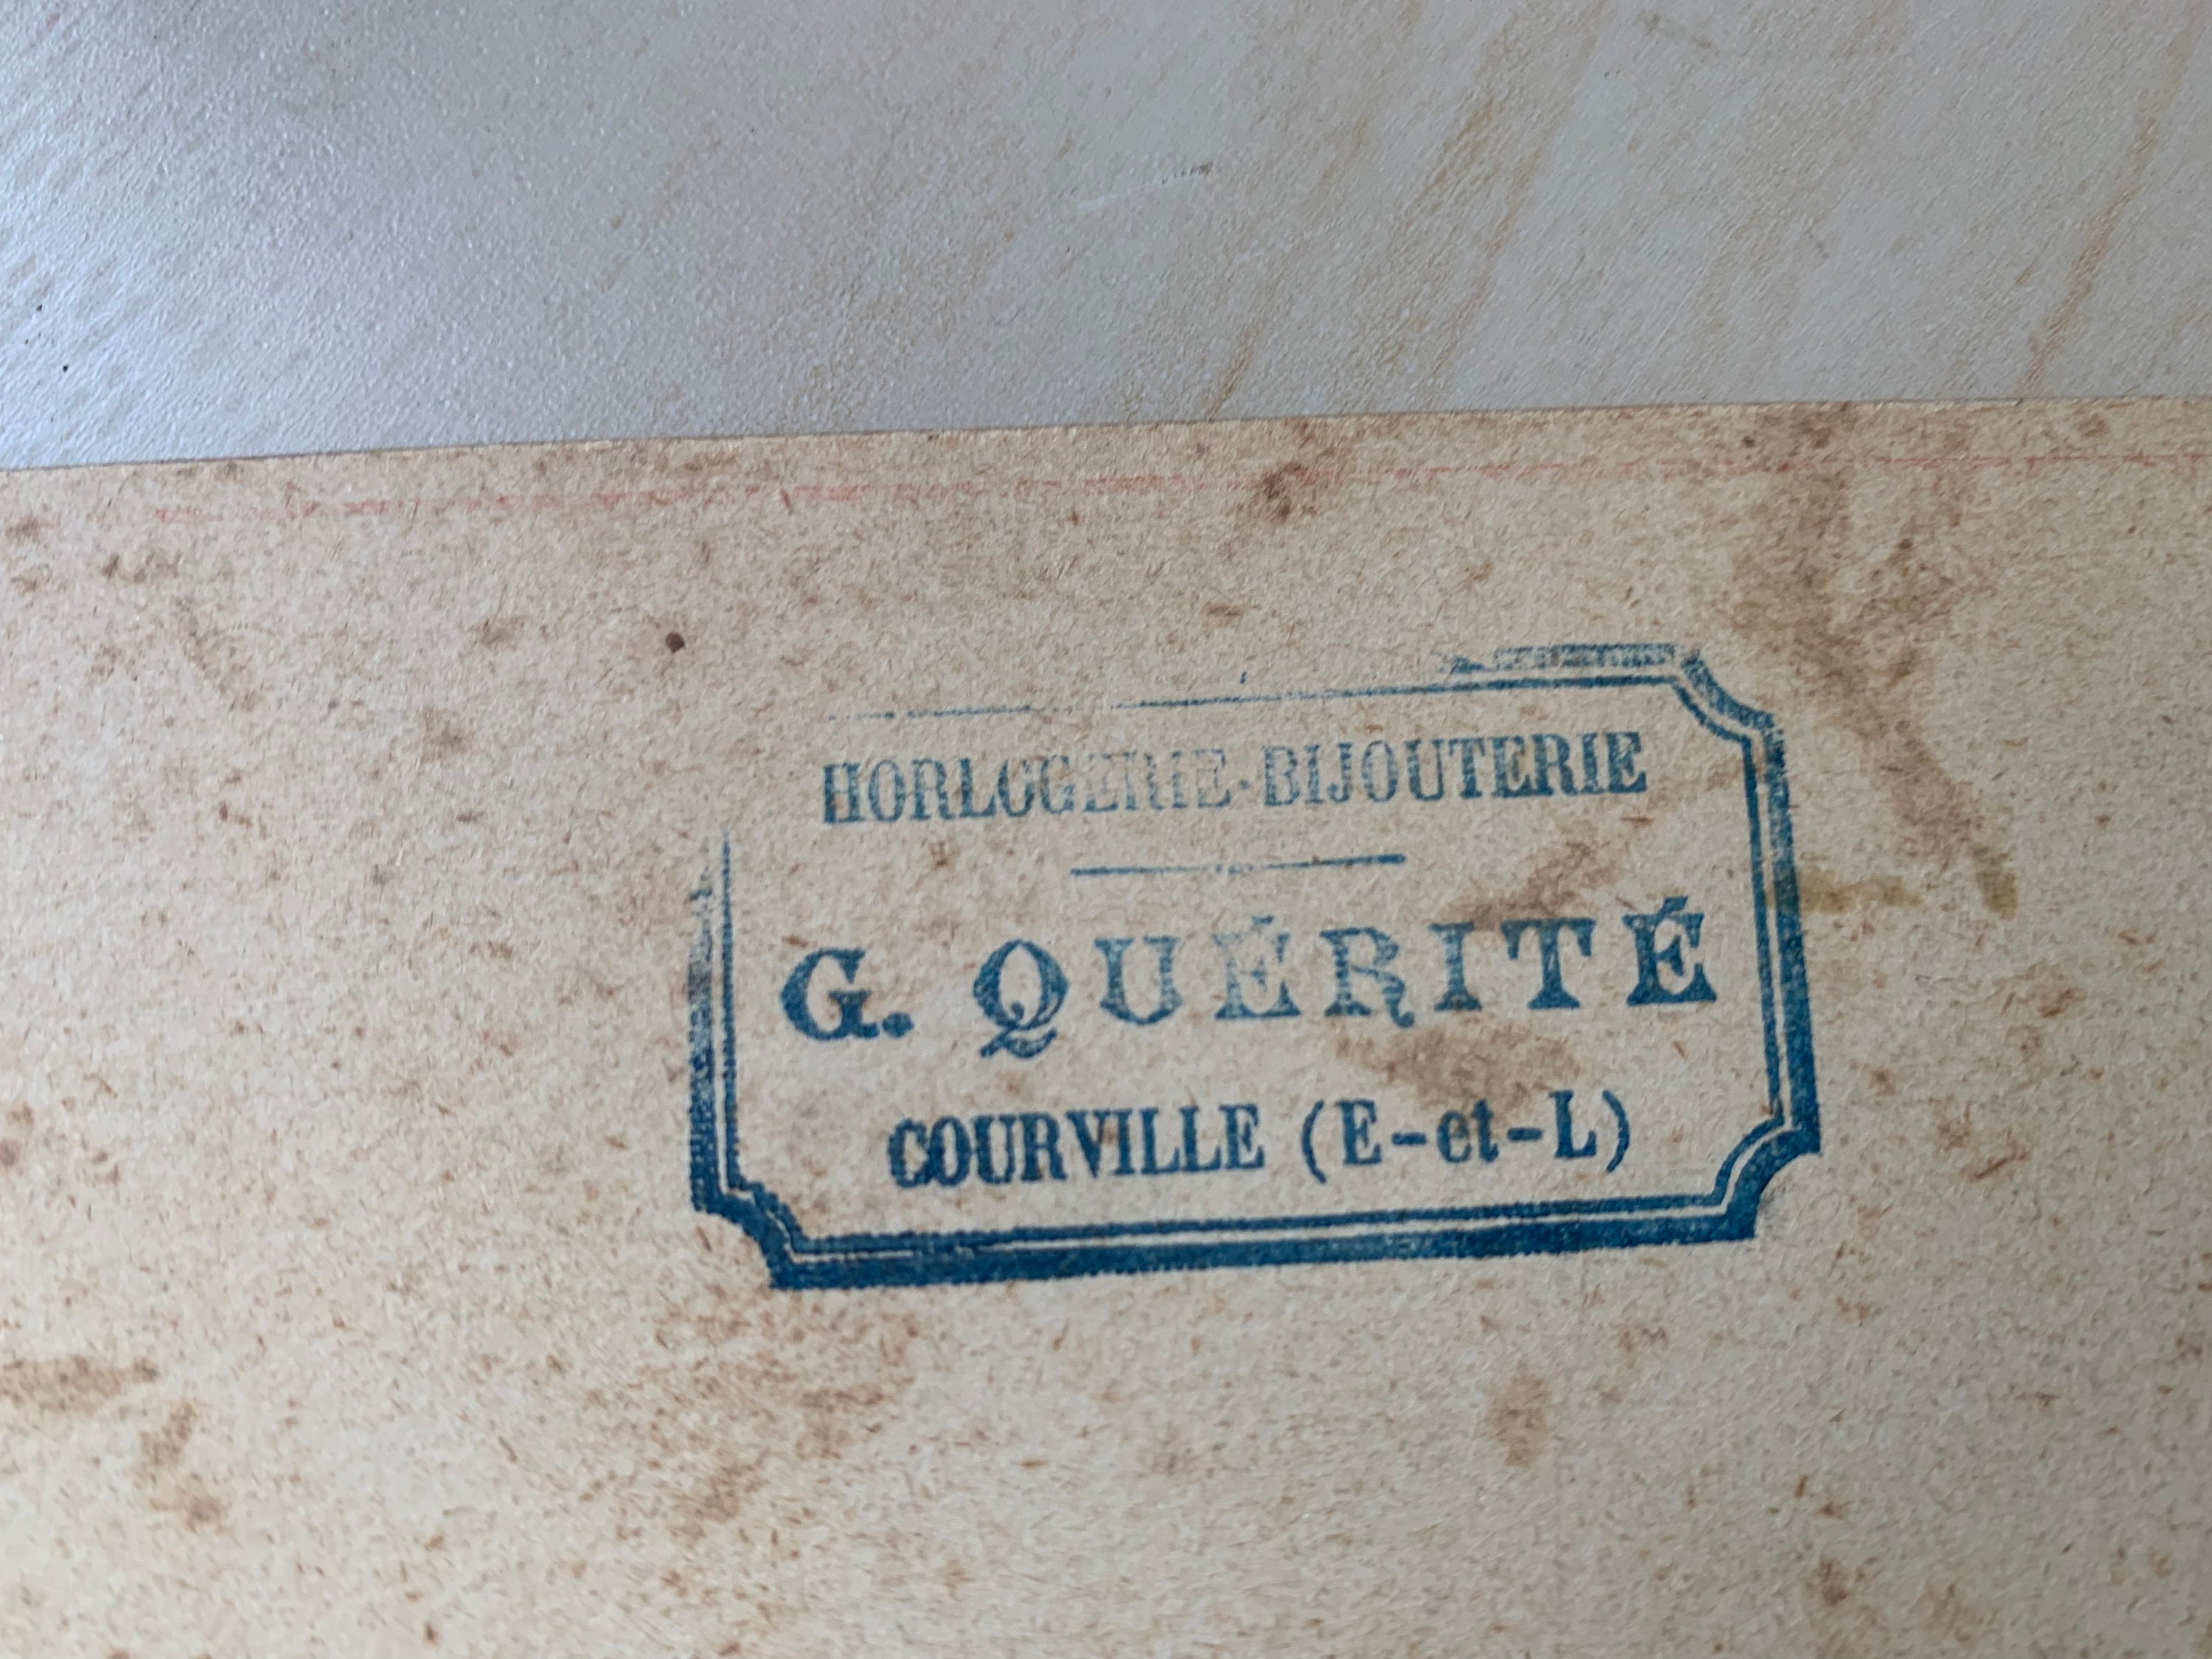 HORLOGERIE-BIJOUTERIE
G. QUÉRITÉ
COURVILLE (E-et-L)